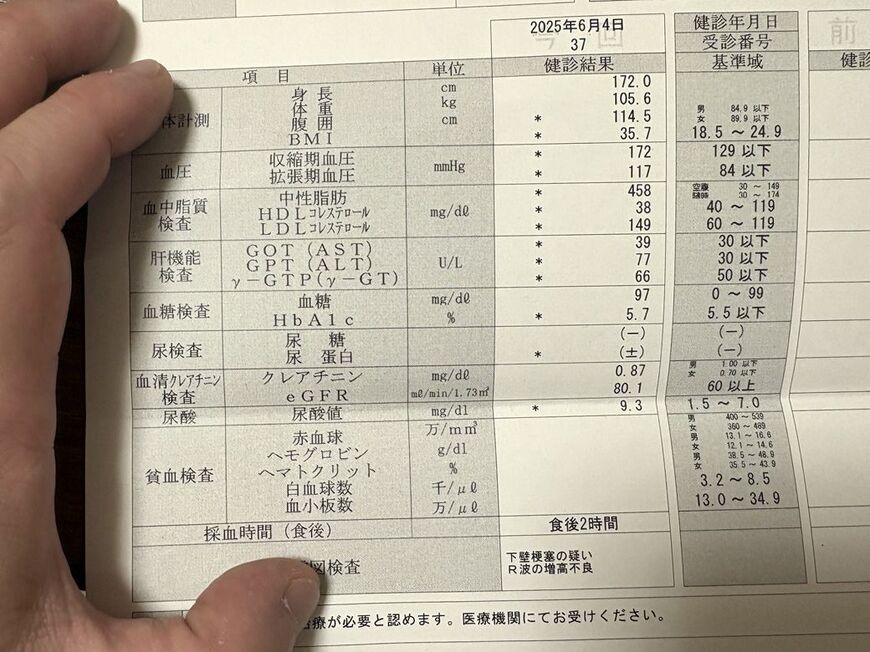 2025年6月4日 健診年月日
37 受診番号
今回 前
項目 単位 健診結果 基準域 健診
体計測 身長 cm 172.0
体重 kg 105.6
腹囲 cm * 114.5 男 84.9 以下 女 89.9 以下
BMI * 35.7 18.5 ～ 24.9
血圧 収縮期血圧 mmHg * 172 129 以下
拡張期血圧 * 117 84 以下
血中脂質検査 中性脂肪 mg/dℓ * 458 空腹 30 ～ 149 随時 30 ～ 174
HDLコレステロール * 38 40 ～ 119
LDLコレステロール * 149 60 ～ 119
肝機能検査 GOT (AST) U/L * 39 30 以下
GPT (ALT) * 77 30 以下
γ－GTP(γ－GT) * 66 50 以下
血糖検査 血糖 mg/dℓ 97 0 ～ 99
HbA1c % * 5.7 5.5 以下
尿検査 尿糖 (－) (－)
尿蛋白 * (±) (－)
血清クレアチニン検査 クレアチニン mg/dℓ 0.87 男 1.00 以下 女 0.70 以下
eGFR mℓ/min/1.73㎡ 80.1 60 以上
尿酸 尿酸値 mg/dl * 9.3 1.5 ～ 7.0
貧血検査 赤血球 万/mm³ 男 400 ～ 539 女 360 ～ 489
ヘモグロビン g/dl 男 13.1 ～ 16.6 女 12.1 ～ 14.6
ヘマトクリット % 男 38.5 ～ 48.9 女 35.5 ～ 43.9
白血球数 千/μℓ 3.2 ～ 8.5
血小板数 万/μℓ 13.0 ～ 34.9
採血時間（食後） 食後2時間
図検査 下壁梗塞の疑い
R波の増高不良
治療が必要と認めます。医療機関にてお受けください。